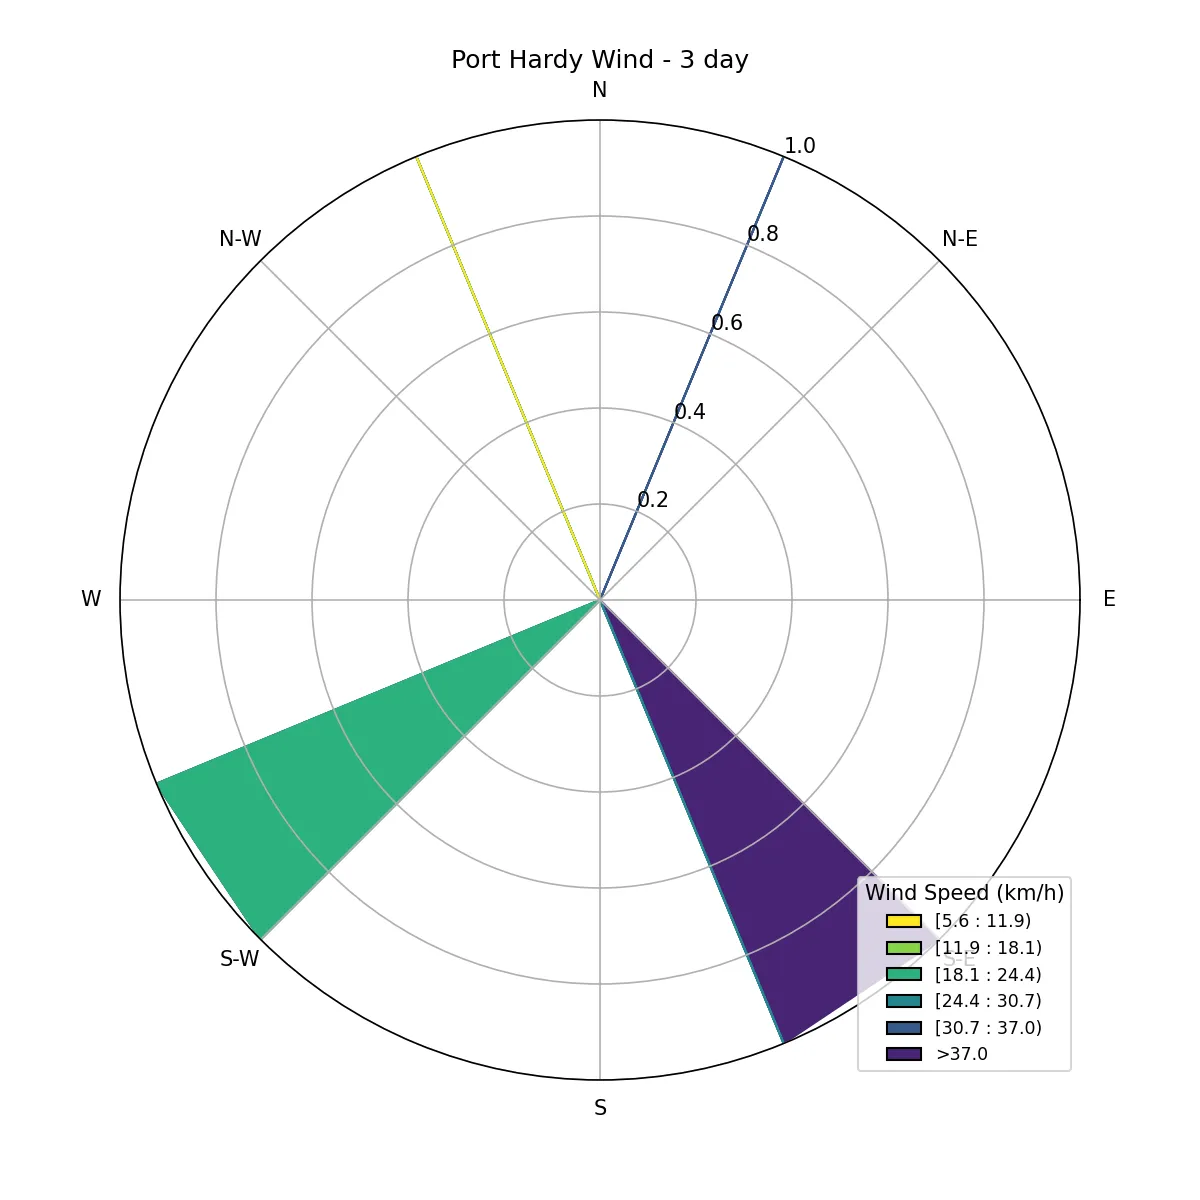 Port Hardy Wind - 3 day
N
1.0
N-W
N-E
0.8
0.6
0.4
0.2
W
E
S-W
S-E
S
Wind Speed (km/h)
[5.6 : 11.9)
[11.9 : 18.1)
[18.1 : 24.4)
[24.4 : 30.7)
[30.7 : 37.0)
>37.0